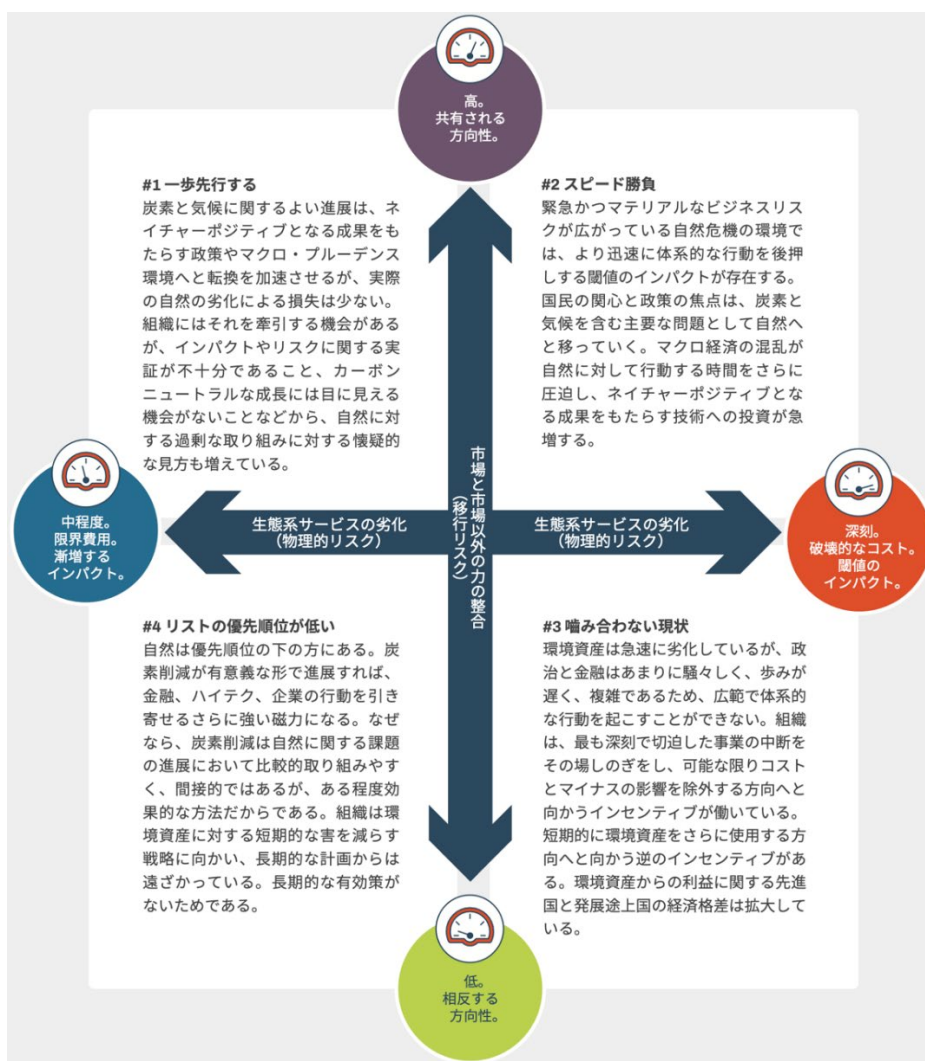 高。
共有される
方向性。
#1 一歩先行する
炭素と気候に関するよい進展は、ネ
イチャーポジティブとなる成果をも
たらす政策やマクロ・プルーデンス
環境へと転換を加速させるが、実際
の自然の劣化による損失は少ない。
組織にはそれを牽引する機会がある
が、インパクトやリスクに関する実
証が不十分であること、カーボン
ニュートラルな成長には目に見える
機会がないことなどから、自然に対
する過剰な取り組みに対する懐疑的
な見方も増えている。
#2 スピード勝負
緊急かつマテリアルなビジネスリス
クが広がっている自然危機の環境で
は、より迅速に体系的な行動を後押
しする閾値のインパクトが存在する。
国民の関心と政策の焦点は、炭素と
気候を含む主要な問題として自然へ
と移っていく。マクロ経済の混乱が
自然に対して行動する時間をさらに
圧迫し、ネイチャーポジティブとな
る成果をもたらす技術への投資が急
増する。
中程度。
限界費用。
漸増する
インパクト。
生態系サービスの劣化
(物理的リスク)
市場と市場以外の力の整合
(移行リスク)
生態系サービスの劣化
(物理的リスク)
深刻。
破壊的なコスト。
閾値の
インパクト。
#4 リストの優先順位が低い
自然は優先順位の下の方にある。炭
素削減が有意義な形で進展すれば、
金融、ハイテク、企業の行動を引き
寄せるさらに強い磁力になる。なぜ
なら、炭素削減は自然に関する課題
の進展において比較的取り組みやす
く、間接的ではあるが、ある程度効
果的な方法だからである。組織は環
境資産に対する短期的な害を減らす
戦略に向かい、長期的な計画からは
遠ざかっている。長期的な有効策が
ないためである。
#3 噛み合わない現状
環境資産は急速に劣化しているが、政
治と金融はあまりに騒々しく、歩みが
遅く、複雑であるため、広範で体系的
な行動を起こすことができない。組織
は、最も深刻で切迫した事業の中断を
その場しのぎをし、可能な限りコスト
とマイナスの影響を除外する方向へと
向かうインセンティブが働いている。
短期的に環境資産をさらに使用する方
向へと向かう逆のインセンティブがあ
る。環境資産からの利益に関する先進
国と発展途上国の経済格差は拡大して
いる。
低。
相反する
方向性。